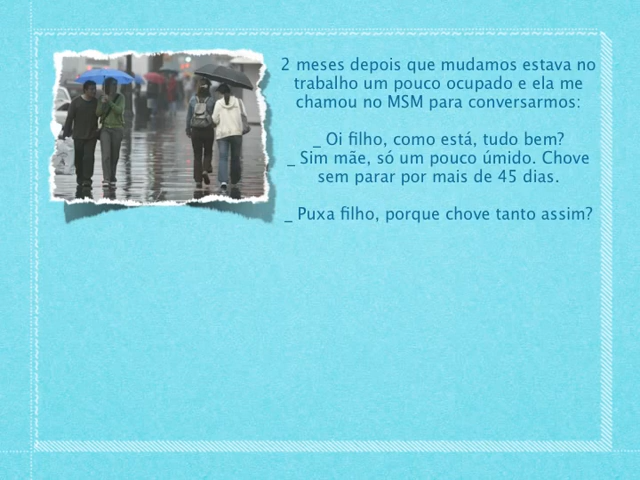 2 meses depois que mudamos estava no
trabalho um pouco ocupado e ela me
chamou no MSM para conversarmos:
_ Oi filho, como está, tudo bem?
_ Sim mãe, só um pouco úmido. Chove
sem parar por mais de 45 dias.
_ Puxa filho, porque chove tanto assim?